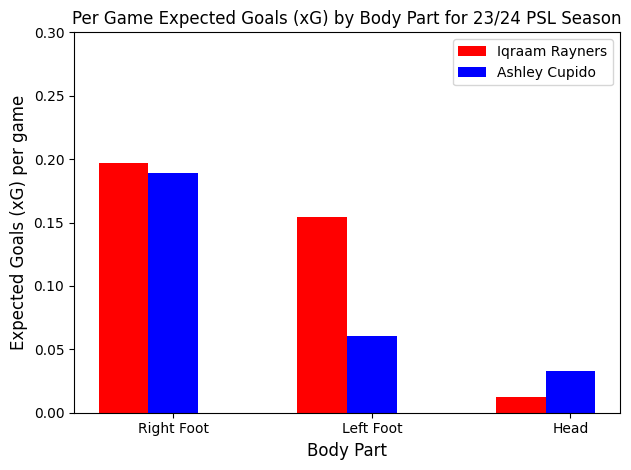 Per Game Expected Goals (xG) by Body Part for 23/24 PSL Season
Iqraam Rayners
Ashley Cupido
Expected Goals (xG) per game
0.30
0.25
0.20
0.15
0.10
0.05
0.00
Right Foot
Left Foot
Head
Body Part